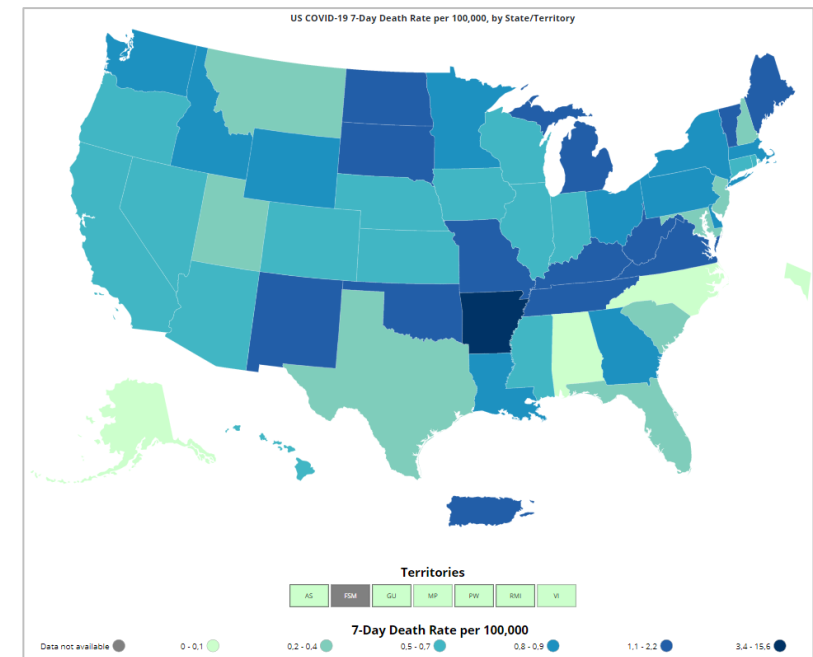 US COVID-19 7-Day Death Rate per 100,000, by State/Territory
Territories
AS FSM GU MP PW RMI VI
7-Day Death Rate per 100,000
Data not available 0 - 0,1 0,2 - 0,4 0,5 - 0,7 0,8 - 0,9 1,1 - 2,2 3,4 - 15,6